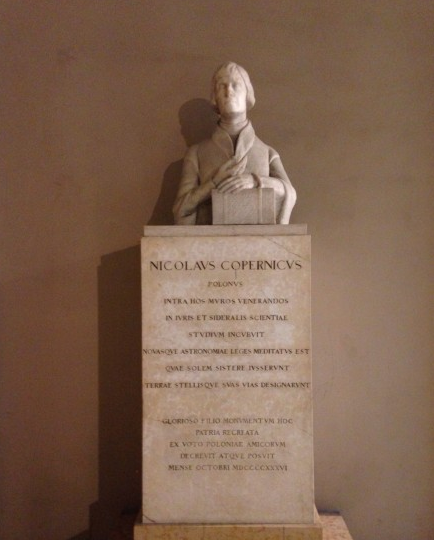 NICOLAVS COPERNICVS
POLONVS
INTRA HOS MVROS VENERANDOS
IN IVRIS ET SIDERALIS SCIENTIAE
STVDIVM INCVBVIT
NOVASQVE ASTRONOMIAE LEGES MEDITATVS EST
QVAE SOLEM SISTERE IVSSERVNT
TERRAE STELLISQVE SVAS VIAS DESIGNARVNT
GLORIOSO FILIO MONVMENTVM HOC
PATRIA RECREATA
EX VOTO POLONIAE AMICORVM
DECREVIT ATQVE POSVIT
MENSE OCTOBRI MDCCCCXXXVI